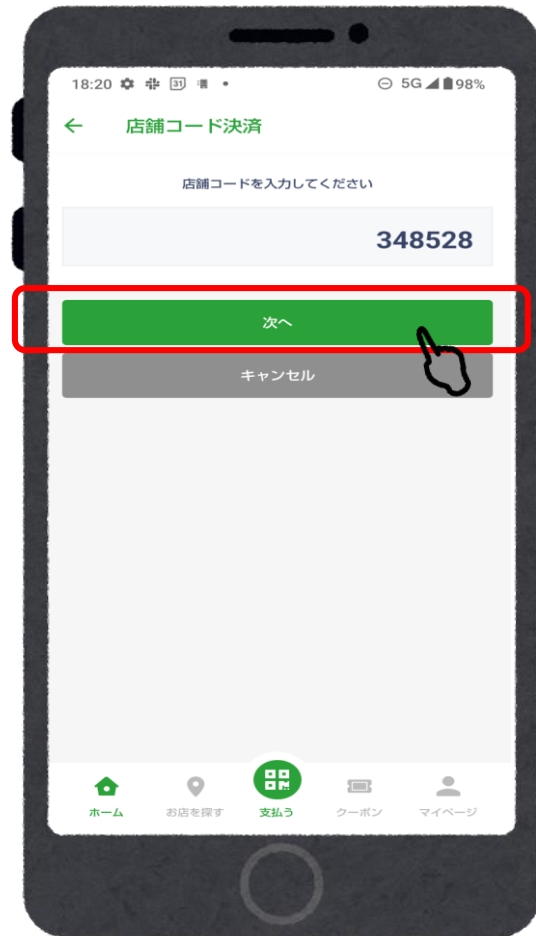 18:20 31 5G 98%
← 店舗コード決済
店舗コードを入力してください
348528
次へ
キャンセル
ホーム お店を探す 支払う クーポン マイページ